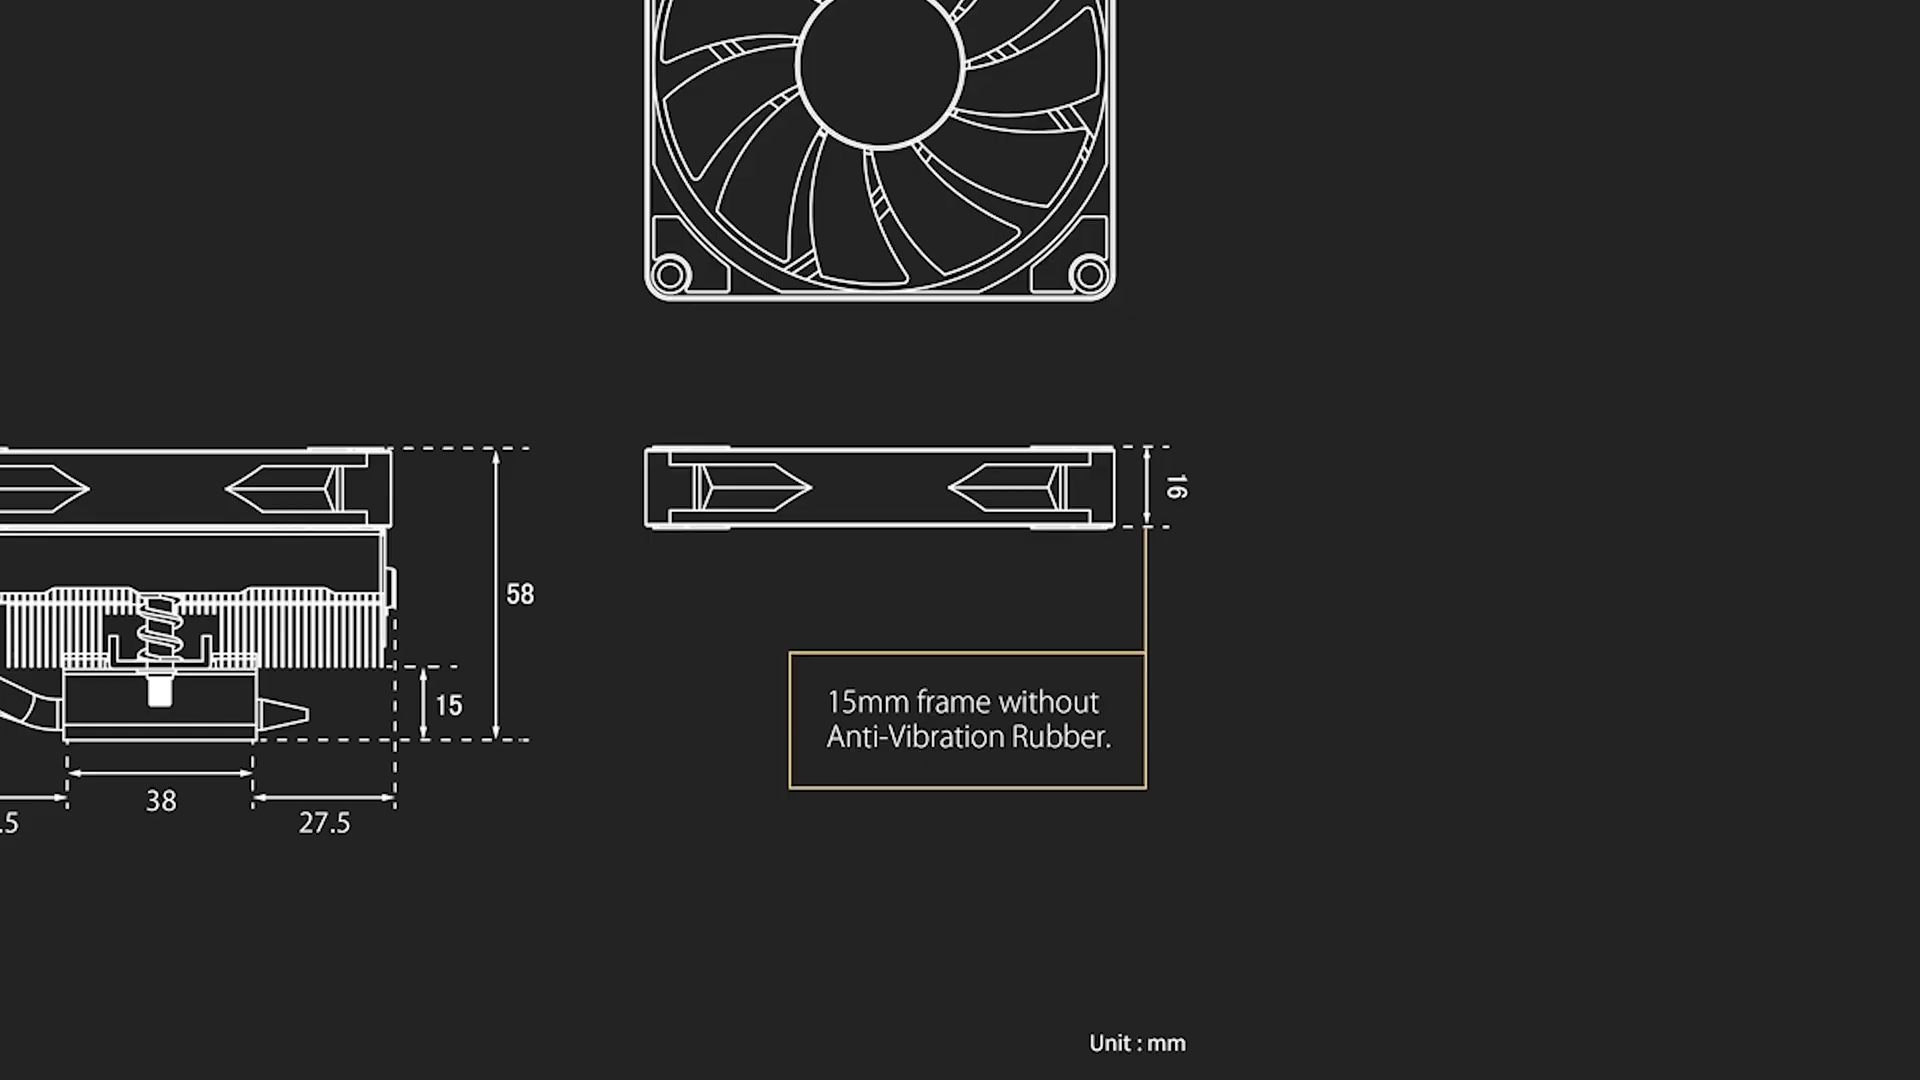 16
58
15mm frame without
Anti-Vibration Rubber.
15
38
.5
27.5
Unit : mm